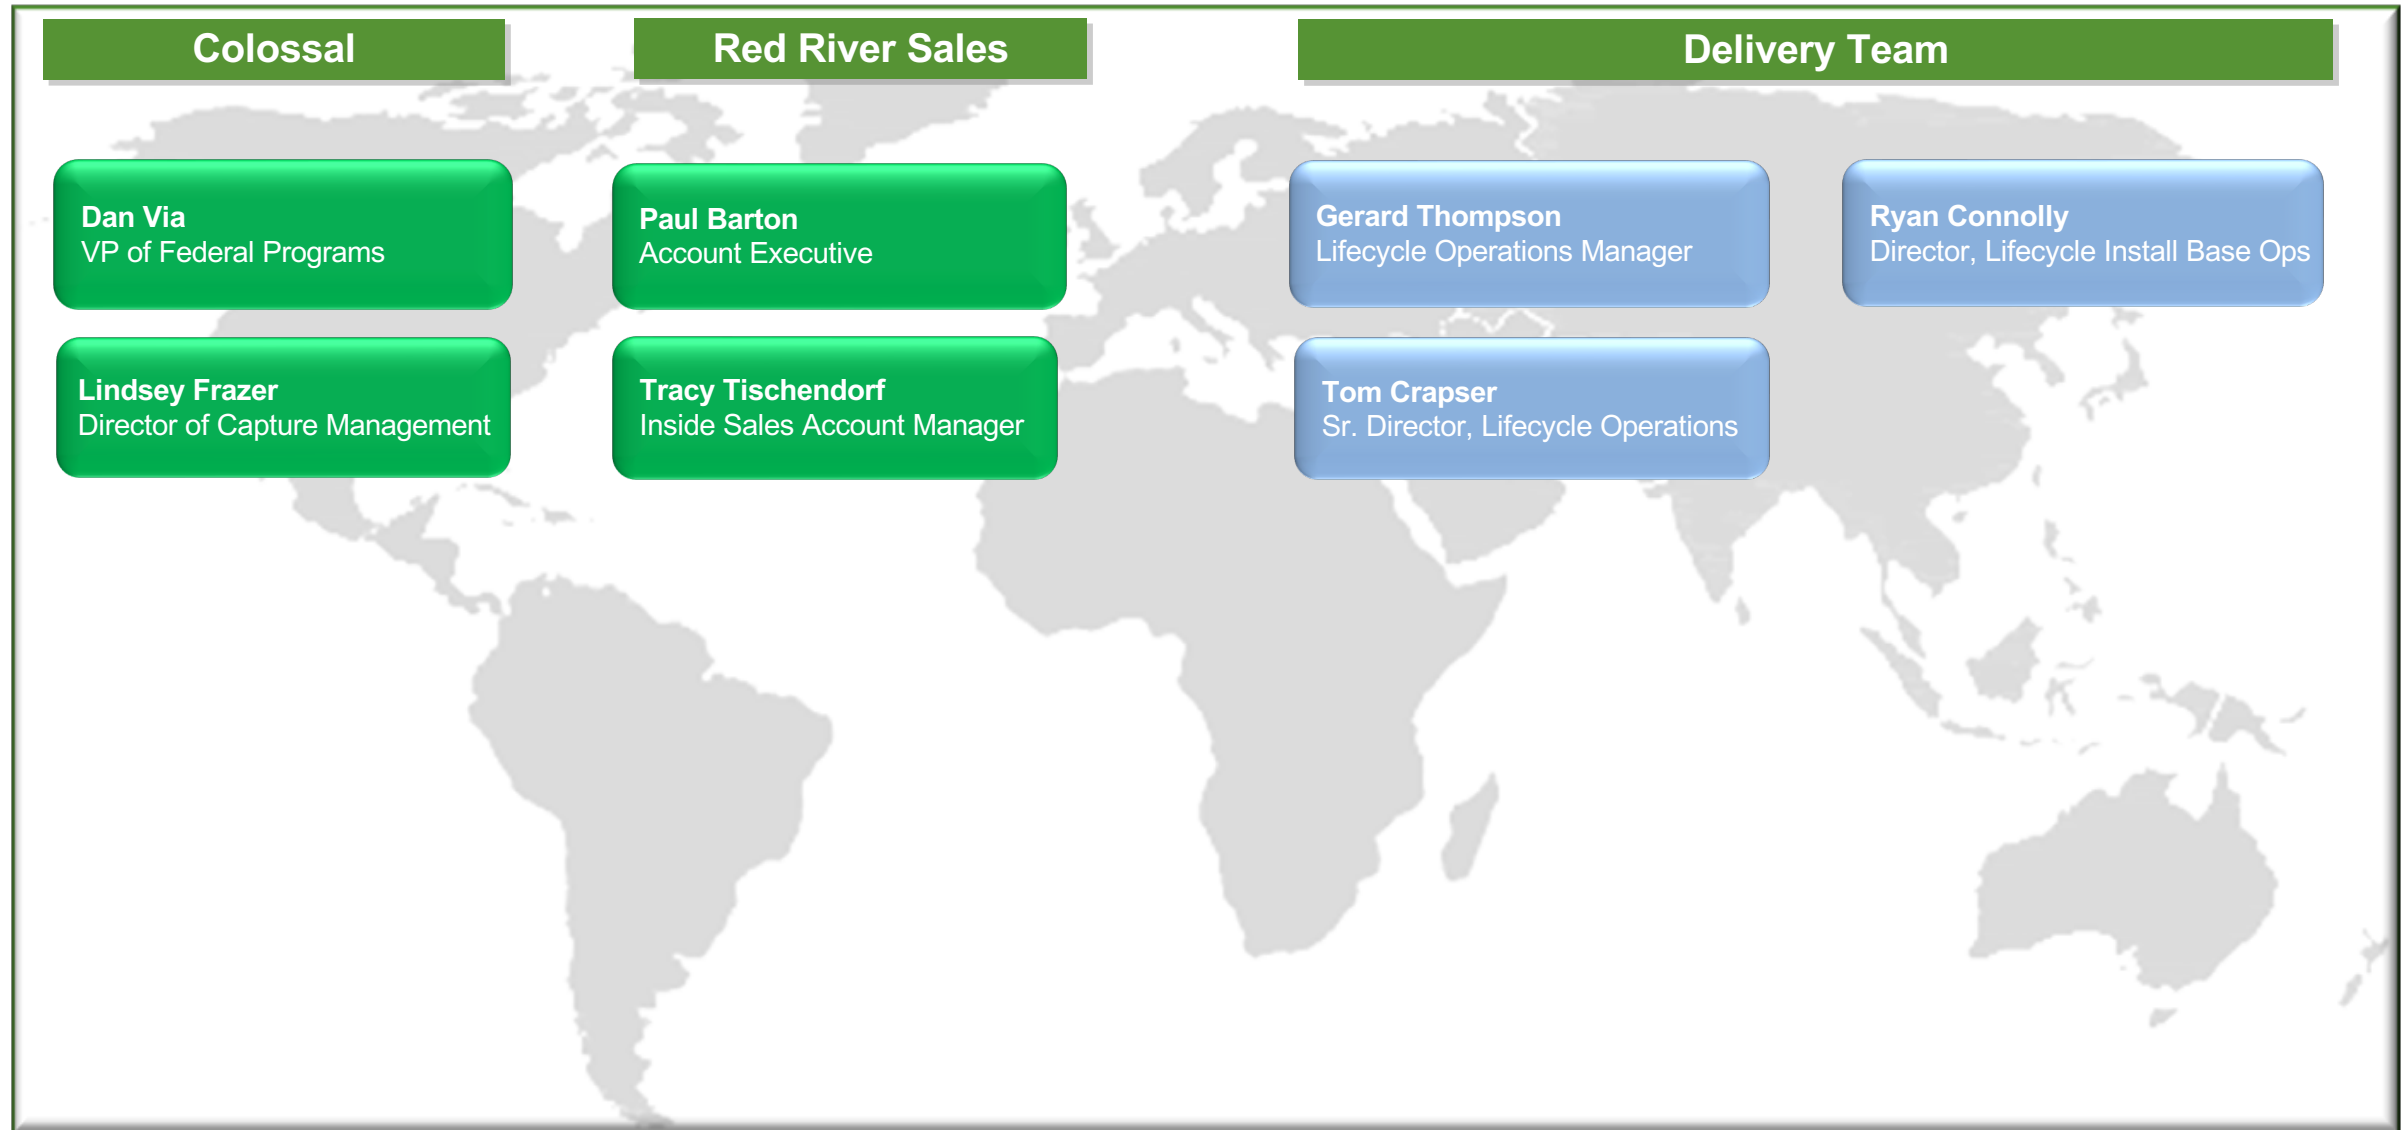 Colossal
Red River Sales
Delivery Team
Dan Via
VP of Federal Programs
Lindsey Frazer
Director of Capture Management
Paul Barton
Account Executive
Tracy Tischendorf
Inside Sales Account Manager
Gerard Thompson
Lifecycle Operations Manager
Tom Crapser
Sr. Director, Lifecycle Operations
Ryan Connolly
Director, Lifecycle Install Base Ops